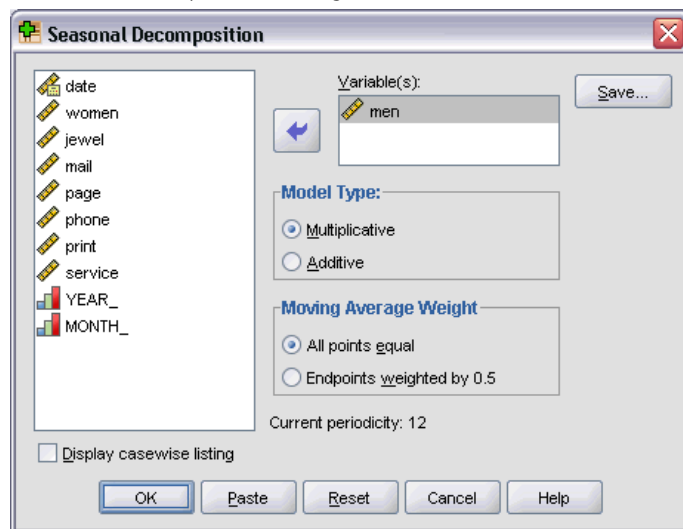 Seasonal Decomposition
date
women
jewel
mail
page
phone
print
service
YEAR_
MONTH_
Variable(s):
men
Save...
Model Type:
Multiplicative
Additive
Moving Average Weight
All points equal
Endpoints weighted by 0.5
Current periodicity: 12
Display casewise listing
OK Paste Reset Cancel Help